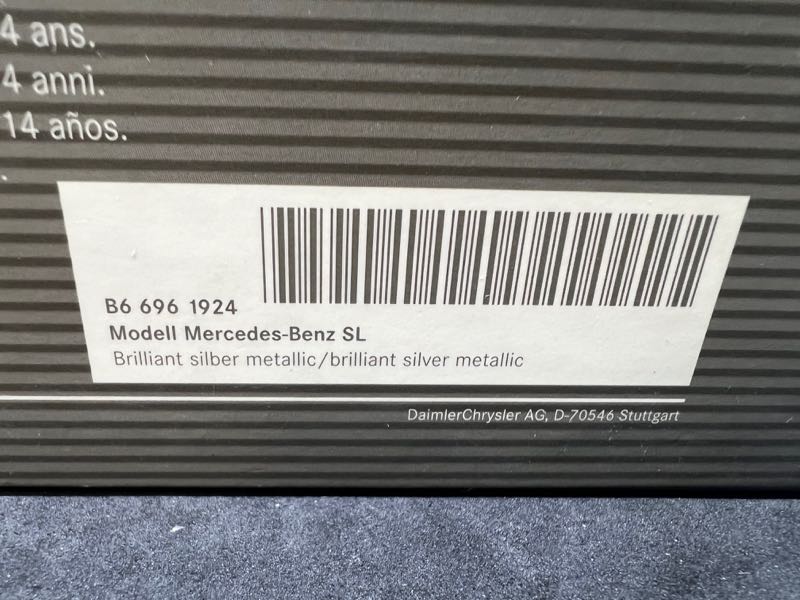 4 ans.
4 anni.
14 años.
B6 696 1924
Modell Mercedes-Benz SL
Brilliant silber metallic/brilliant silver metallic
DaimlerChrysler AG, D-70546 Stuttgart